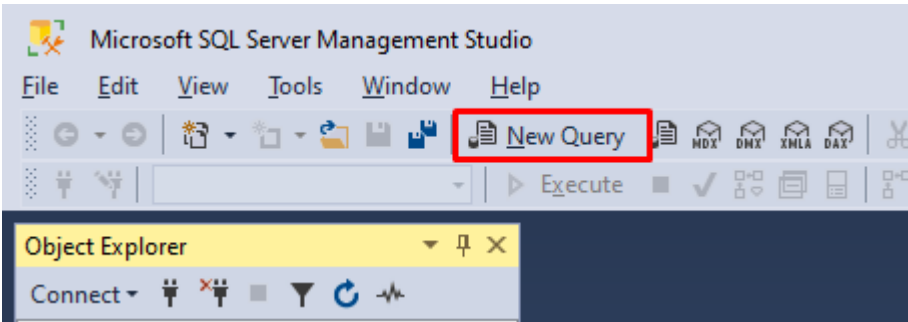 Microsoft SQL Server Management Studio
File Edit View Tools Window Help
New Query MDX DMX XMLA DAX
Execute
Object Explorer
Connect